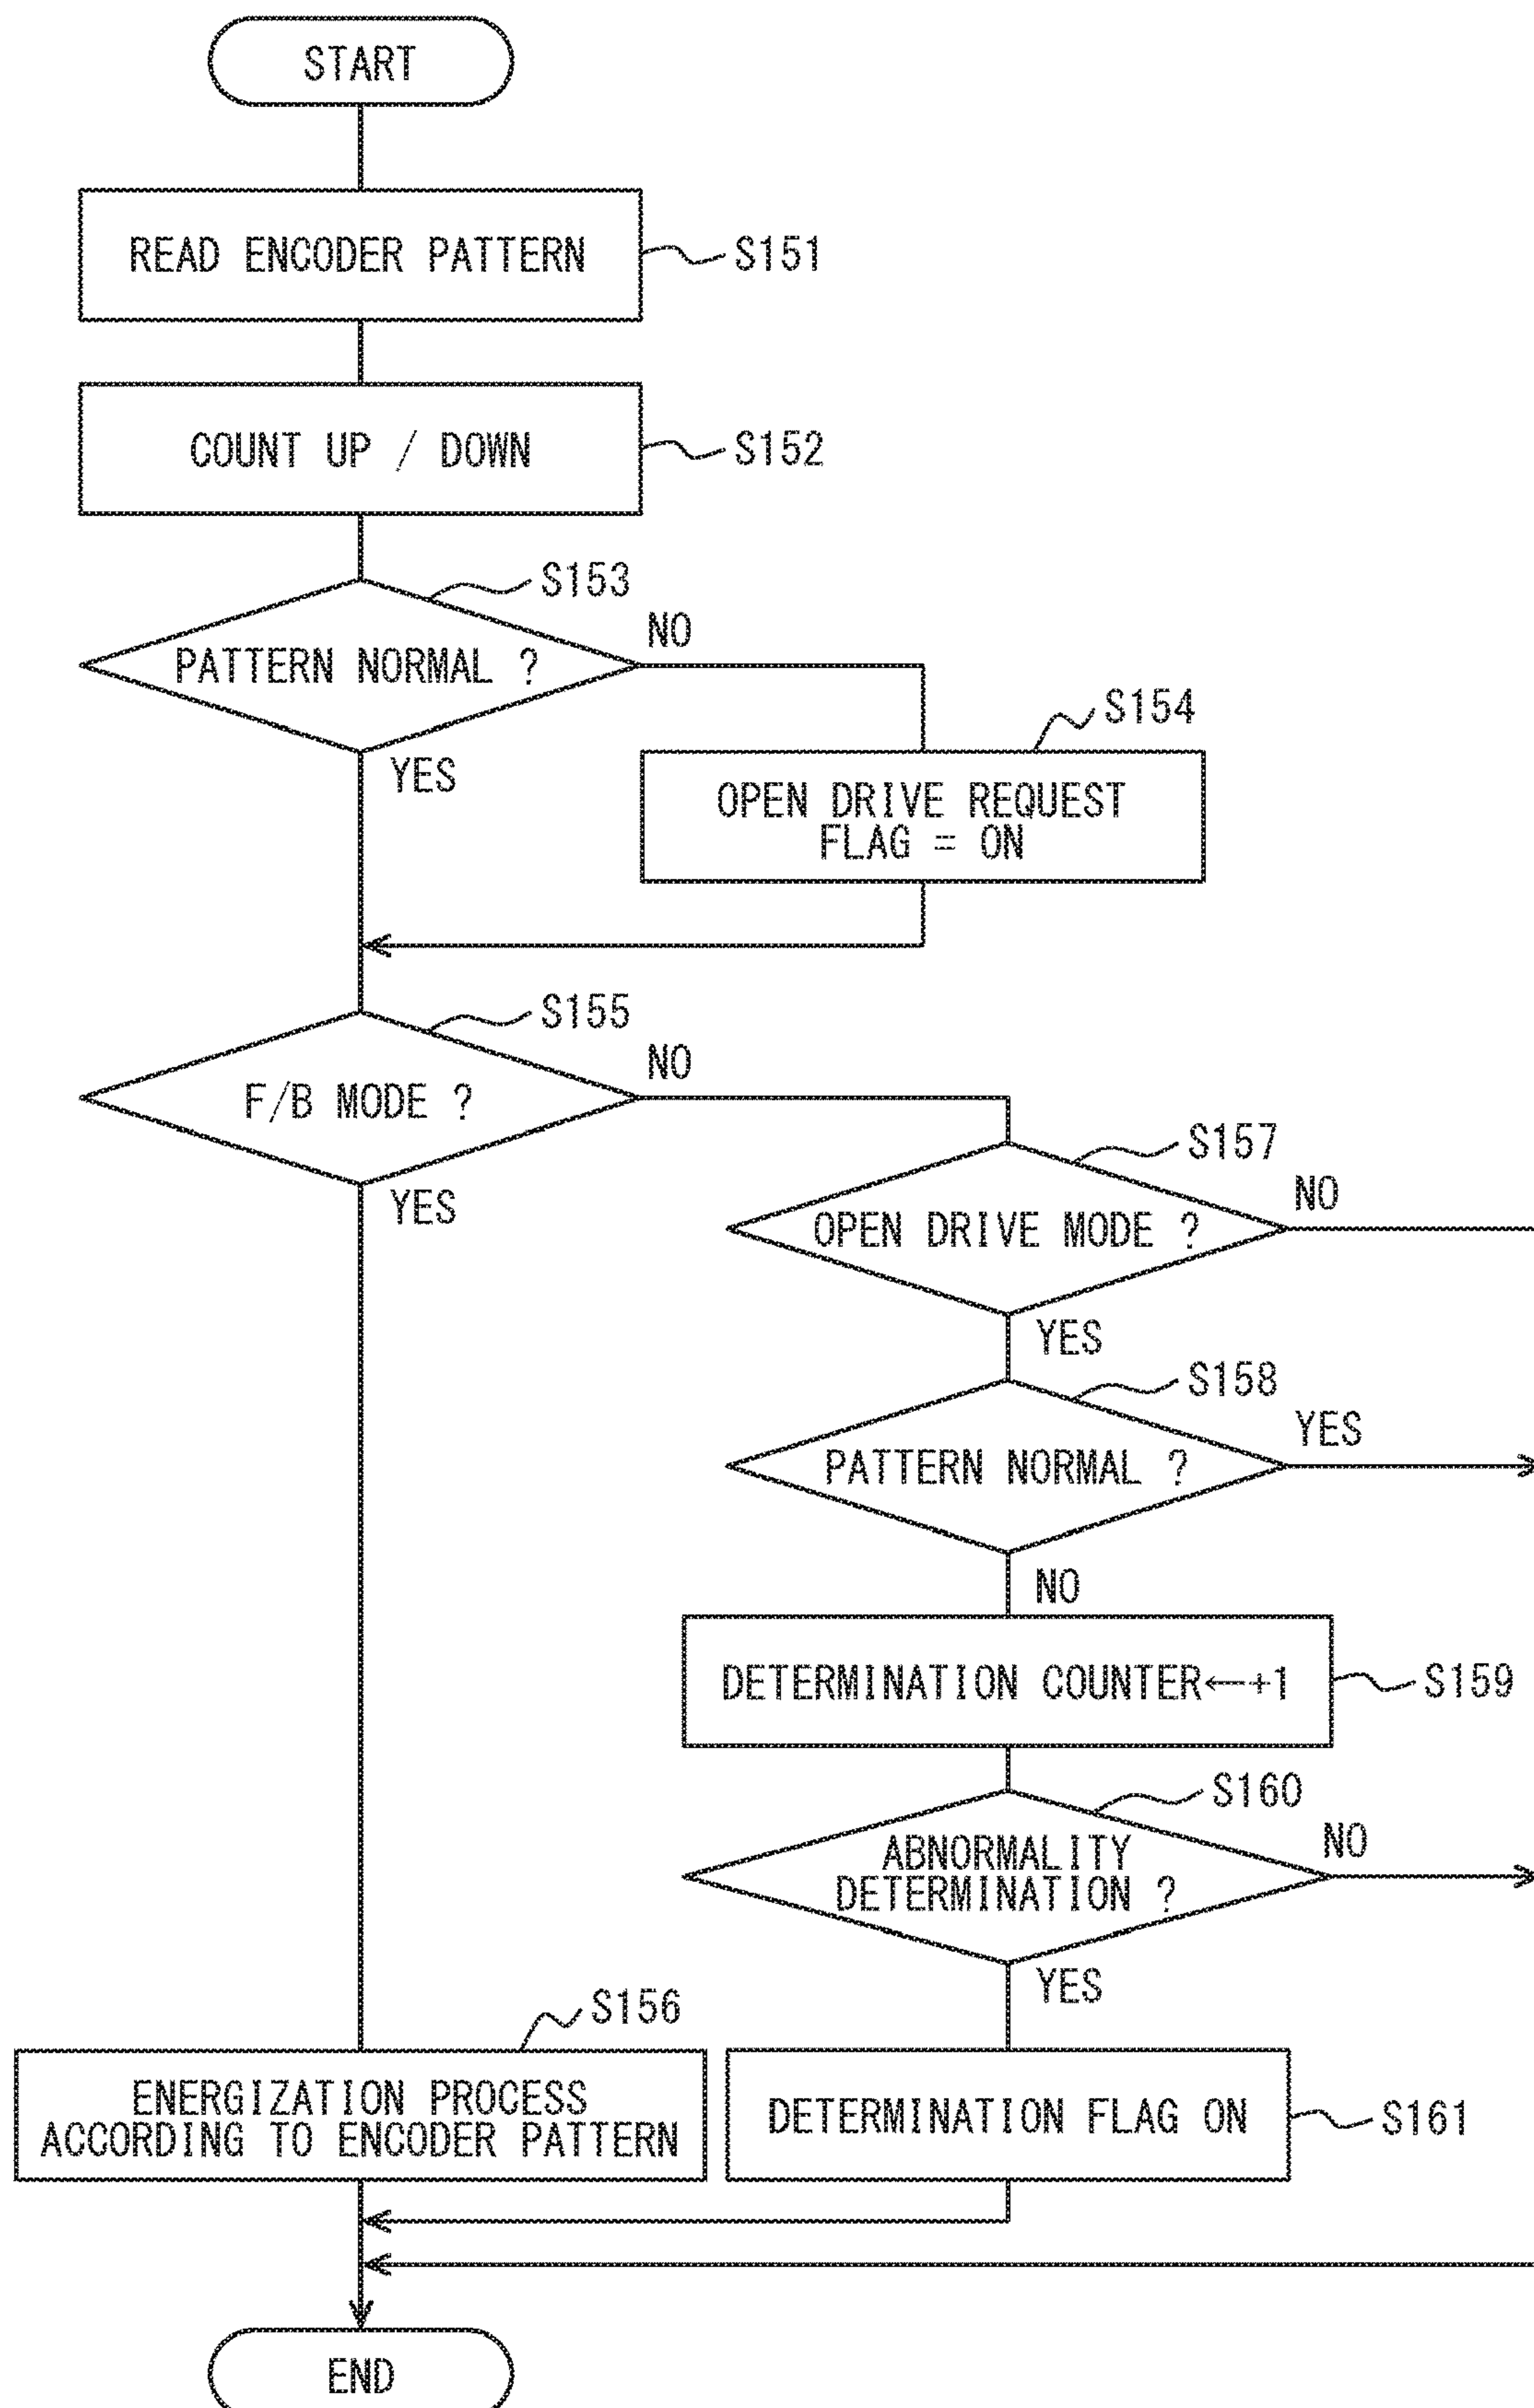 START
READ ENCODER PATTERN
S151
COUNT UP / DOWN
S152
S153
PATTERN NORMAL ?
NO
YES
S154
OPEN DRIVE REQUEST
FLAG = ON
S155
F/B MODE ?
NO
YES
S157
OPEN DRIVE MODE ?
NO
YES
S158
PATTERN NORMAL ?
YES
NO
DETERMINATION COUNTER←+1
S159
S160
ABNORMALITY
DETERMINATION ?
NO
YES
S156
ENERGIZATION PROCESS
ACCORDING TO ENCODER PATTERN
DETERMINATION FLAG ON
S161
END